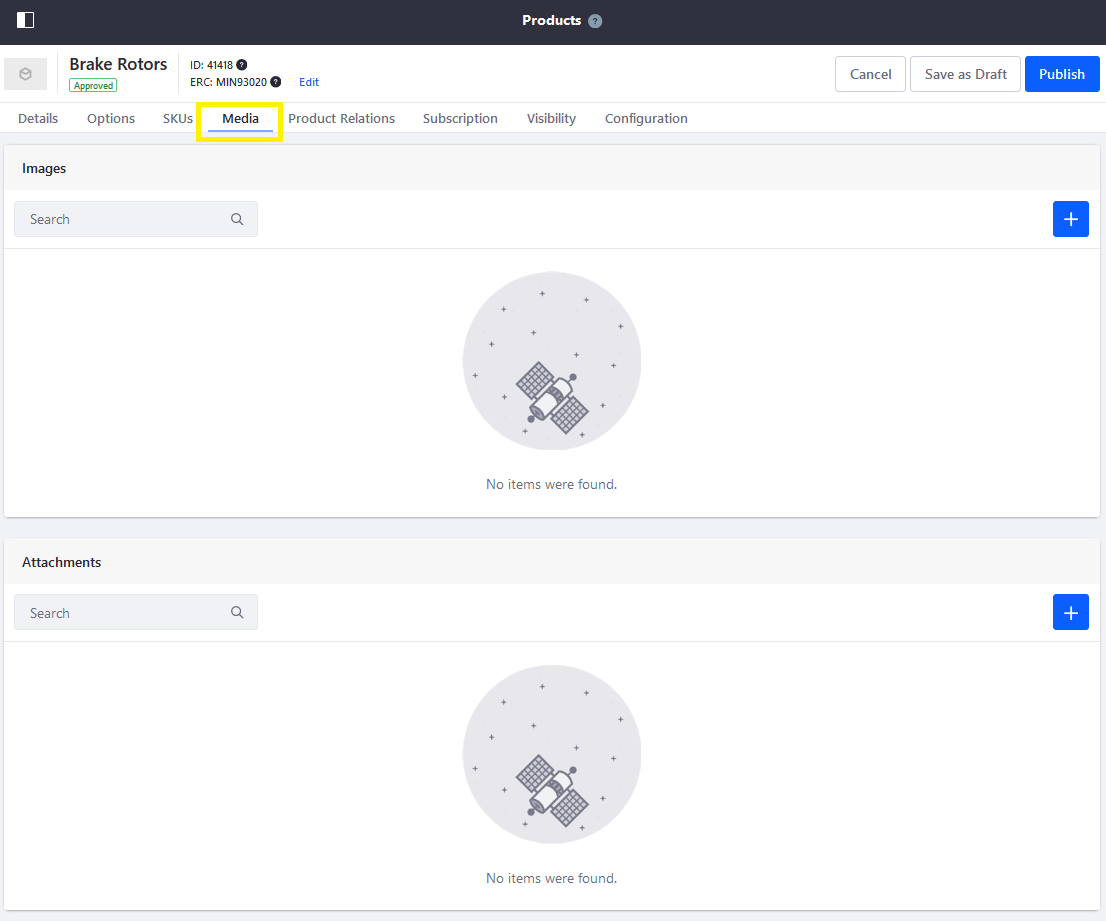 Products ?
Brake Rotors
Approved
ID: 41418 ?
ERC: MIN93020 ? Edit
Cancel Save as Draft Publish
Details Options SKUs Media Product Relations Subscription Visibility Configuration
Images
Search
No items were found.
Attachments
Search
No items were found.